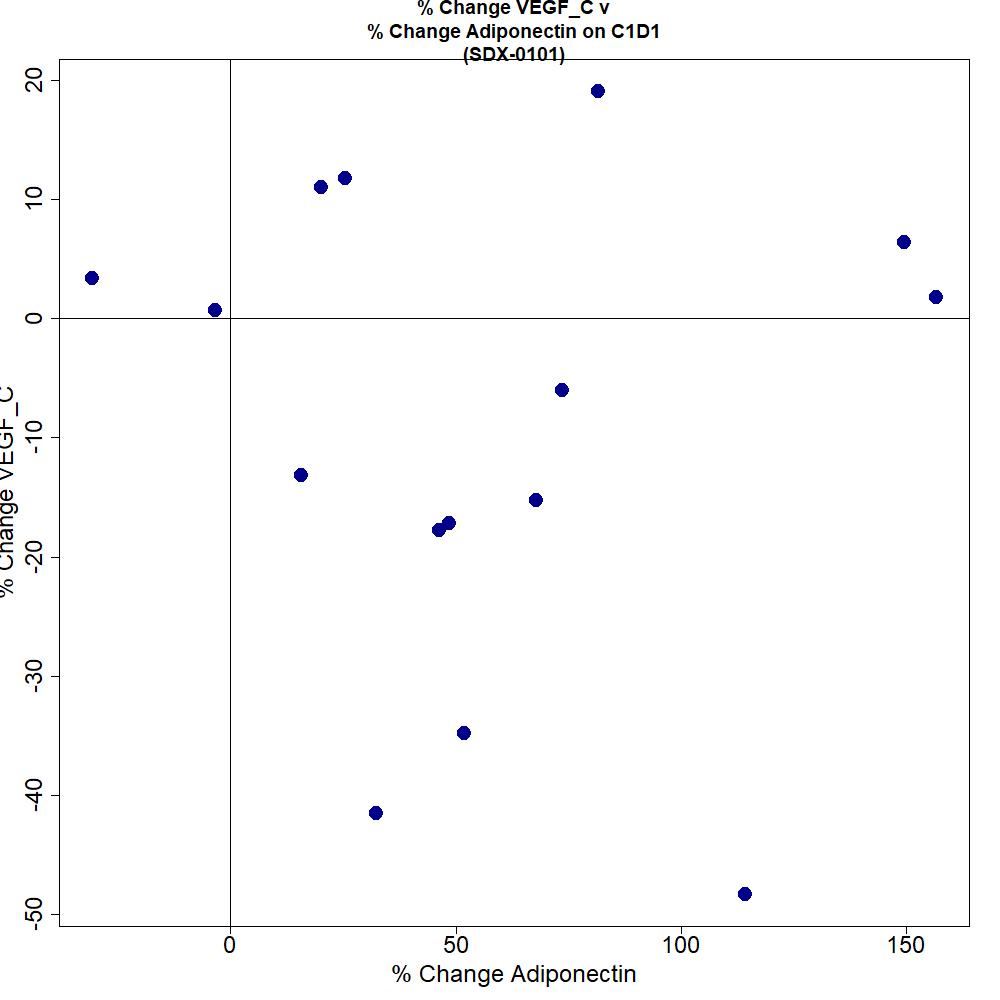 % Change VEGF_C v
% Change Adiponectin on C1D1
(SDX-0101)
20
10
0
-10
-20
-30
-40
-50
% Change VEGF_C
0
50
100
150
% Change Adiponectin